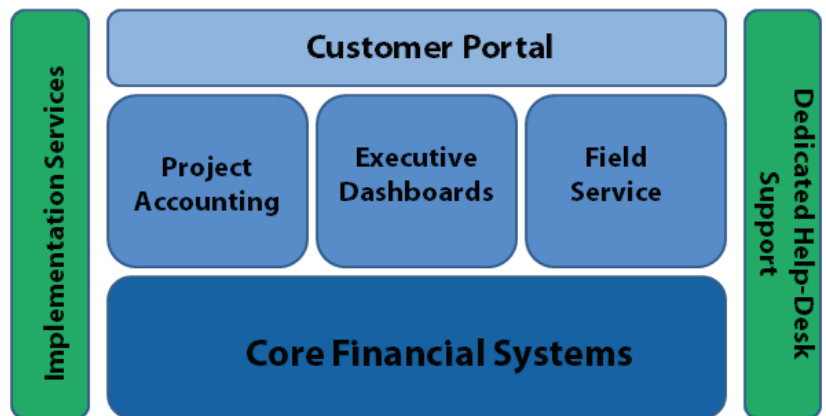 Implementation Services
Customer Portal
Project
Accounting
Executive
Dashboards
Field
Service
Core Financial Systems
Dedicated Help-Desk
Support